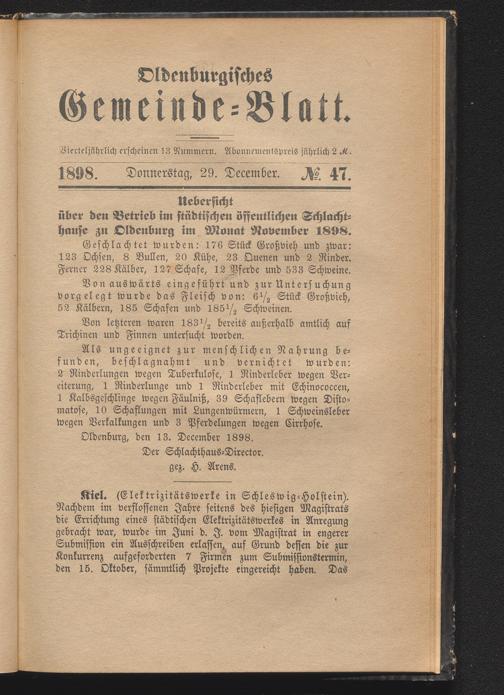 Oldenburgisches
Gemeinde-Blatt.
Vierteljährlich erscheinen 13 Nummern. Abonnementspreis jährlich 2 ℳ.
1898. Donnerstag, 29. December. № 47.
Uebersicht
über den Betrieb im städtischen öffentlichen Schlacht-
hause zu Oldenburg im Monat November 1898.
Geschlachtet wurden: 176 Stück Großvieh und zwar:
123 Ochsen, 8 Bullen, 20 Kühe, 23 Quenen und 2 Rinder.
Ferner 228 Kälber, 127 Schafe, 12 Pferde und 533 Schweine.
Von auswärts eingeführt und zur Untersuchung
vorgelegt wurde das Fleisch von: 6½ Stück Großvieh,
52 Kälbern, 185 Schafen und 185½ Schweinen.
Von letzteren waren 183½ bereits außerhalb amtlich auf
Trichinen und Finnen untersucht worden.
Als ungeeignet zur menschlichen Nahrung be-
funden, beschlagnahmt und vernichtet wurden:
2 Rinderlungen wegen Tuberkulose, 1 Rinderleber wegen Ver-
eiterung, 1 Rinderlunge und 1 Rinderleber mit Echinococcen,
1 Kalbsgeschlinge wegen Fäulniß, 39 Schaflebern wegen Disto-
matose, 10 Schaflungen mit Lungenwürmern, 1 Schweinsleber
wegen Verkalkungen und 3 Pferdelungen wegen Cirrhose.
Oldenburg, den 13. December 1898.
Der Schlachthaus-Director.
gez. H. Arens.
Kiel. (Elektrizitätswerke in Schleswig-Holstein).
Nachdem im verflossenen Jahre seitens des hiesigen Magistrats
die Errichtung eines städtischen Elektrizitätswerkes in Anregung
gebracht war, wurde im Juni d. J. vom Magistrat in engerer
Submission ein Ausschreiben erlassen, auf Grund dessen die zur
Konkurrenz aufgeforderten 7 Firmen zum Submissionstermin,
den 15. Oktober, sämmtlich Projekte eingereicht haben. Das